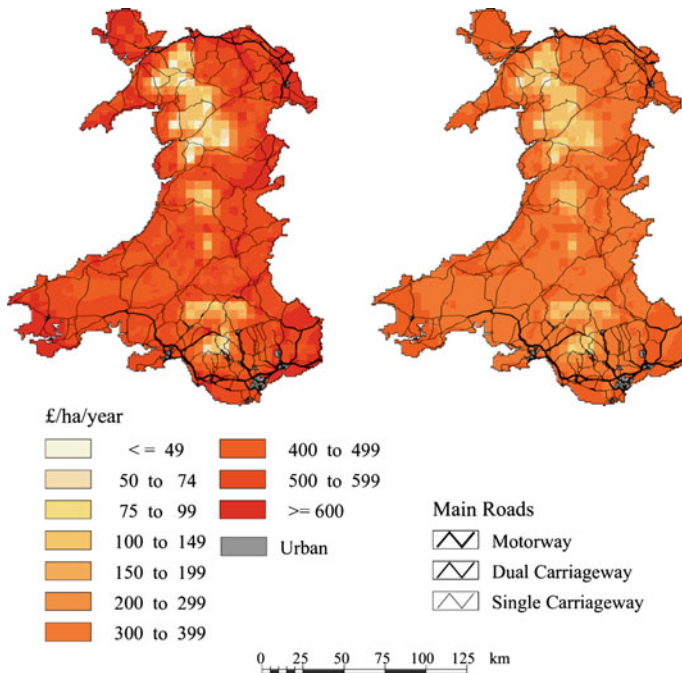 £/ha/year
< = 49
50 to 74
75 to 99
100 to 149
150 to 199
200 to 299
300 to 399
400 to 499
500 to 599
>= 600
Urban
Main Roads
Motorway
Dual Carriageway
Single Carriageway
0 25 50 75 100 125 km